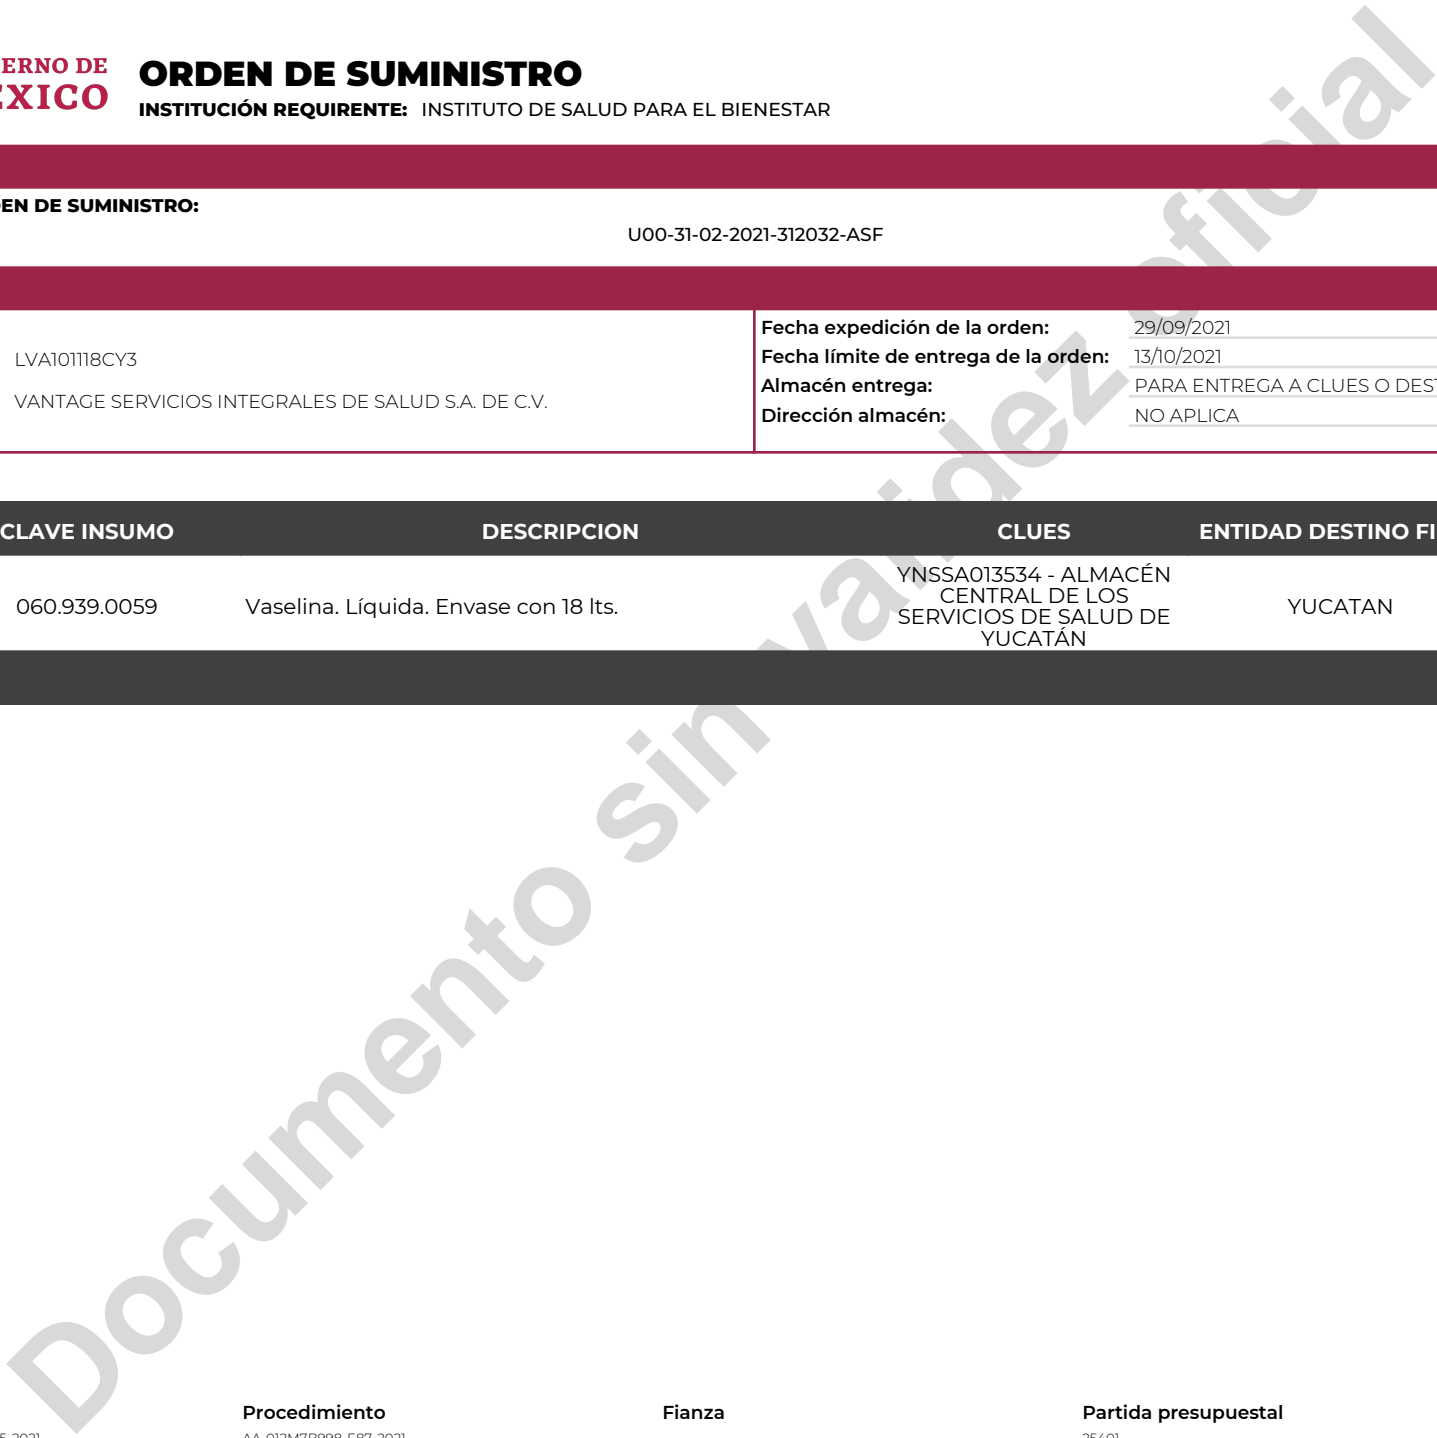 ERNO DE
ÉXICO
ORDEN DE SUMINISTRO
INSTITUCIÓN REQUIRENTE: INSTITUTO DE SALUD PARA EL BIENESTAR
EN DE SUMINISTRO:
U00-31-02-2021-312032-ASF
LVA101118CY3
VANTAGE SERVICIOS INTEGRALES DE SALUD S.A. DE C.V.
Fecha expedición de la orden: 29/09/2021
Fecha límite de entrega de la orden: 13/10/2021
Almacén entrega: PARA ENTREGA A CLUES O DEST
Dirección almacén: NO APLICA
CLAVE INSUMO DESCRIPCION CLUES ENTIDAD DESTINO FI
060.939.0059 Vaselina. Líquida. Envase con 18 lts.
YNSSA013534 - ALMACÉN
CENTRAL DE LOS
SERVICIOS DE SALUD DE
YUCATÁN
YUCATAN
Documento sin validez oficial
Procedimiento Fianza Partida presupuestal